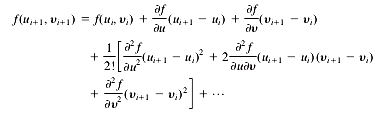 f(u_{i+1}, v_{i+1}) = f(u_i, v_i) + \frac{\partial f}{\partial u}(u_{i+1} - u_i) + \frac{\partial f}{\partial v}(v_{i+1} - v_i)
+ \frac{1}{2!}\left[\frac{\partial^2 f}{\partial u^2}(u_{i+1} - u_i)^2 + 2\frac{\partial^2 f}{\partial u \partial v}(u_{i+1} - u_i)(v_{i+1} - v_i)
+ \frac{\partial^2 f}{\partial v^2}(v_{i+1} - v_i)^2\right] + \cdots